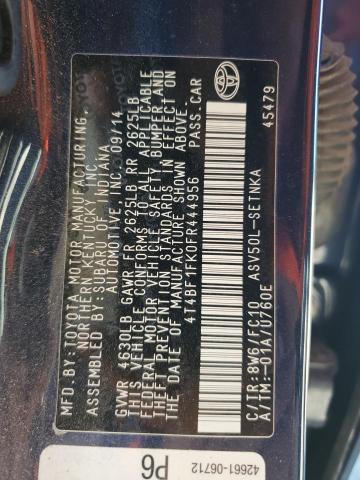 MFD.BY:TOYOTA MOTOR MANUFACTURING,
NORTHERN KENTUCKY, INC.
ASSEMBLED BY:SUBARU OF INDIANA
AUTOMOTIVE, INC. 09/14
GVWR 4630LB GAWR FR 2625LB RR 2625LB
THIS VEHICLE CONFORMS TO ALL APPLICABLE
FEDERAL MOTOR VEHICLE SAFETY, BUMPER, AND
THEFT PREVENTION STANDARDS IN EFFECT ON
THE DATE OF MANUFACTURE SHOWN ABOVE.
4T4BF1FK0FR444956 PASS.CAR
C/TR:8W6/FC10 ASV50L-SETNKA
A/TM:-01A/U760E 45479
TOYOTA
42661-06712
P6